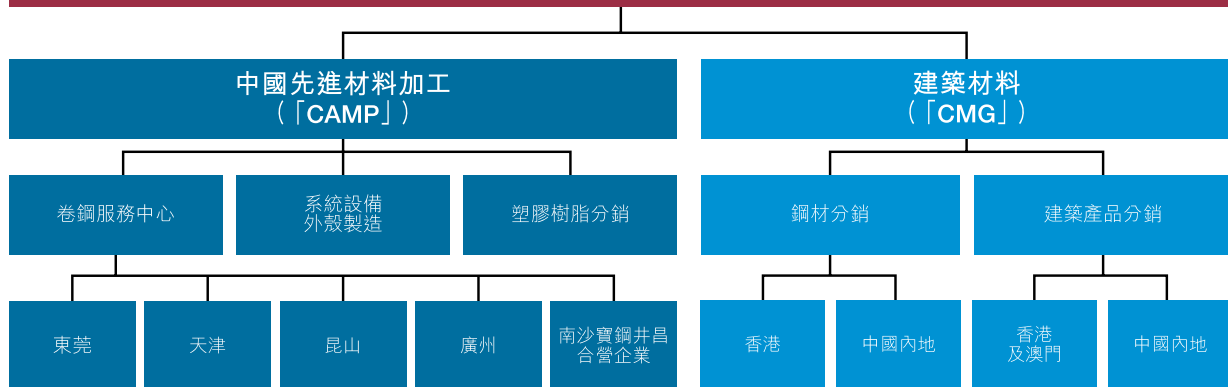 中國先進材料加工
（「CAMP」）
建築材料
（「CMG」）
卷鋼服務中心
系統設備
外殼製造
塑膠樹脂分銷
鋼材分銷
建築產品分銷
東莞
天津
昆山
廣州
南沙寶鋼井昌
合營企業
香港
中國內地
香港
及澳門
中國內地